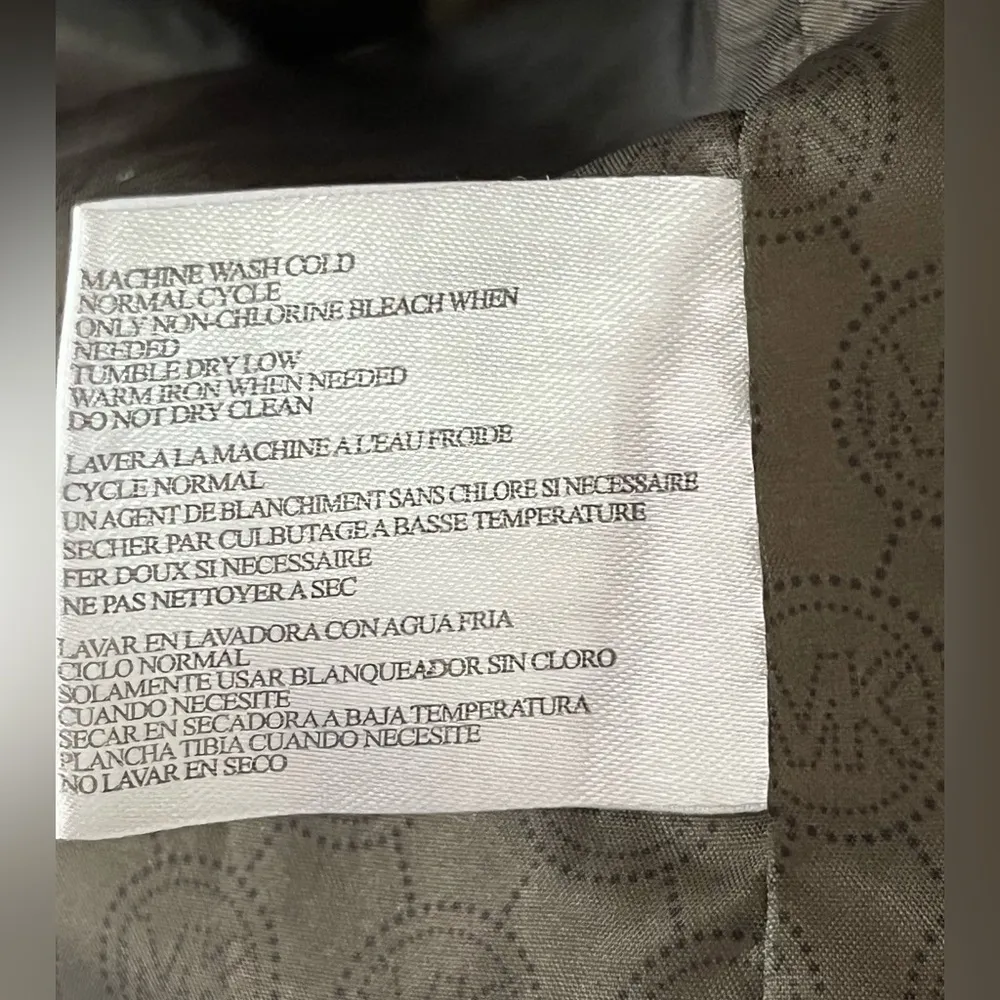 MACHINE WASH COLD
NORMAL CYCLE
ONLY NON-CHLORINE BLEACH WHEN
NEEDED
TUMBLE DRY LOW
WARM IRON WHEN NEEDED
DO NOT DRY CLEAN
LAVER A LA MACHINE A L'EAU FROIDE
CYCLE NORMAL
UN AGENT DE BLANCHIMENT SANS CHLORE SI NECESSAIRE
SECHER PAR CULBUTAGE A BASSE TEMPERATURE
FER DOUX SI NECESSAIRE
NE PAS NETTOYER A SEC
LAVAR EN LAVADORA CON AGUA FRIA
CICLO NORMAL
SOLAMENTE USAR BLANQUEADOR SIN CLORO
CUANDO NECESITE
SECAR EN SECADORA A BAJA TEMPERATURA
PLANCHA TIBIA CUANDO NECESITE
NO LAVAR EN SECO
MK
MK
MK
MK